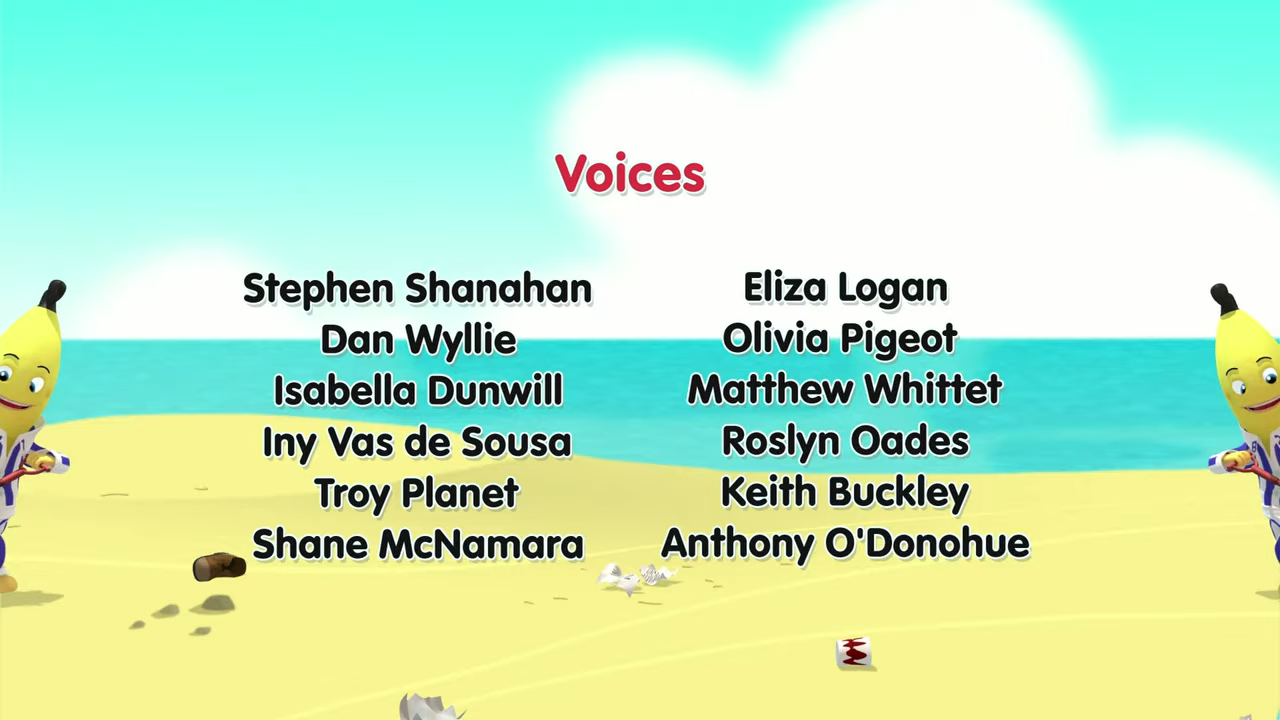 Voices
Stephen Shanahan
Dan Wyllie
Isabella Dunwill
Iny Vas de Sousa
Troy Planet
Shane McNamara
Eliza Logan
Olivia Pigeot
Matthew Whittet
Roslyn Oades
Keith Buckley
Anthony O'Donohue